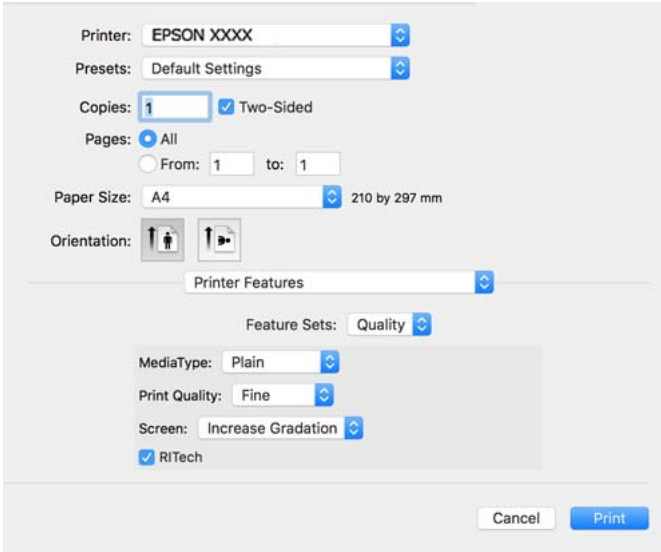 Printer: EPSON XXXX
Presets: Default Settings
Copies: 1 Two-Sided
Pages: All
From: 1 to: 1
Paper Size: A4 210 by 297 mm
Orientation:
Printer Features
Feature Sets: Quality
MediaType: Plain
Print Quality: Fine
Screen: Increase Gradation
RITech
Cancel Print